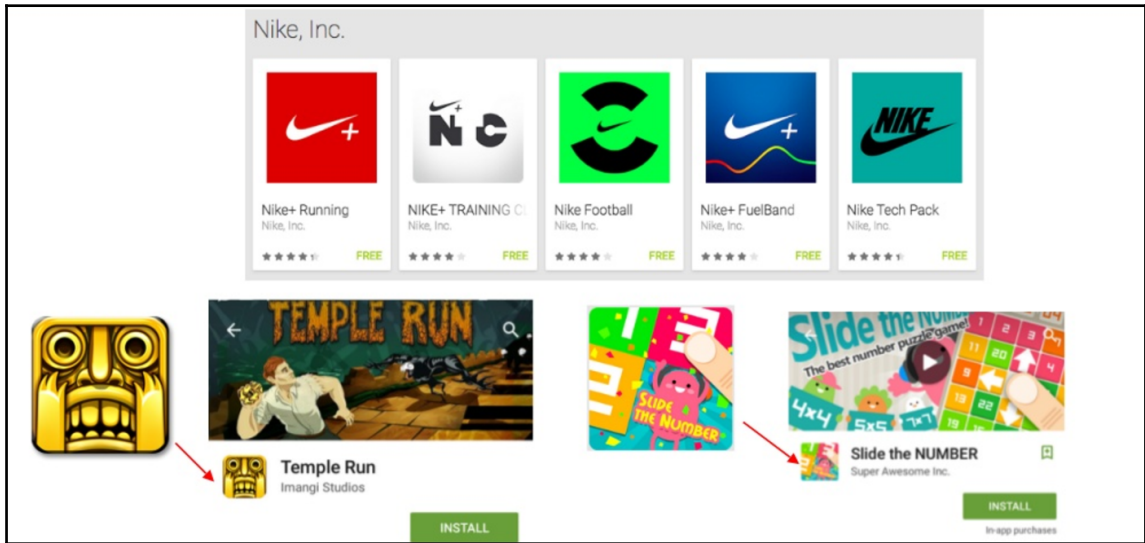 Nike, Inc.
NIKE
Nike+ Running
Nike, Inc.
FREE
NIKE+ TRAINING C
Nike, Inc.
FREE
Nike Football
Nike, Inc.
FREE
Nike+ FuelBand
Nike, Inc.
FREE
Nike Tech Pack
Nike, Inc.
FREE
TEMPLE RUN
Temple Run
Imangi Studios
INSTALL
SLIDE
THE NUMBER
Slide the Number
The best number puzzle game!
4x4 5x5 7x7
Slide the NUMBER
Super Awesome Inc.
INSTALL
In-app purchases